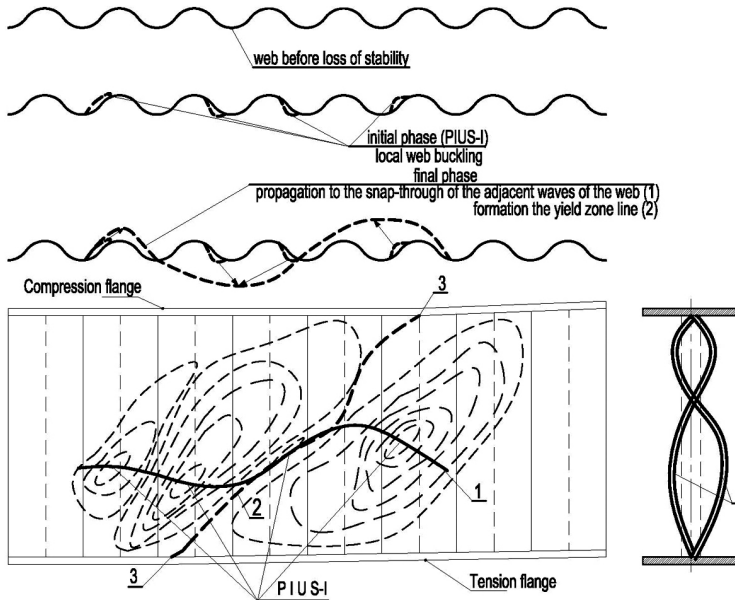 web before loss of stability
initial phase (PIUS-I)
local web buckling
final phase
propagation to the snap-through of the adjacent waves of the web (1)
formation the yield zone line (2)
Compression flange
3
1
2
3
PIUS-I
Tension flange